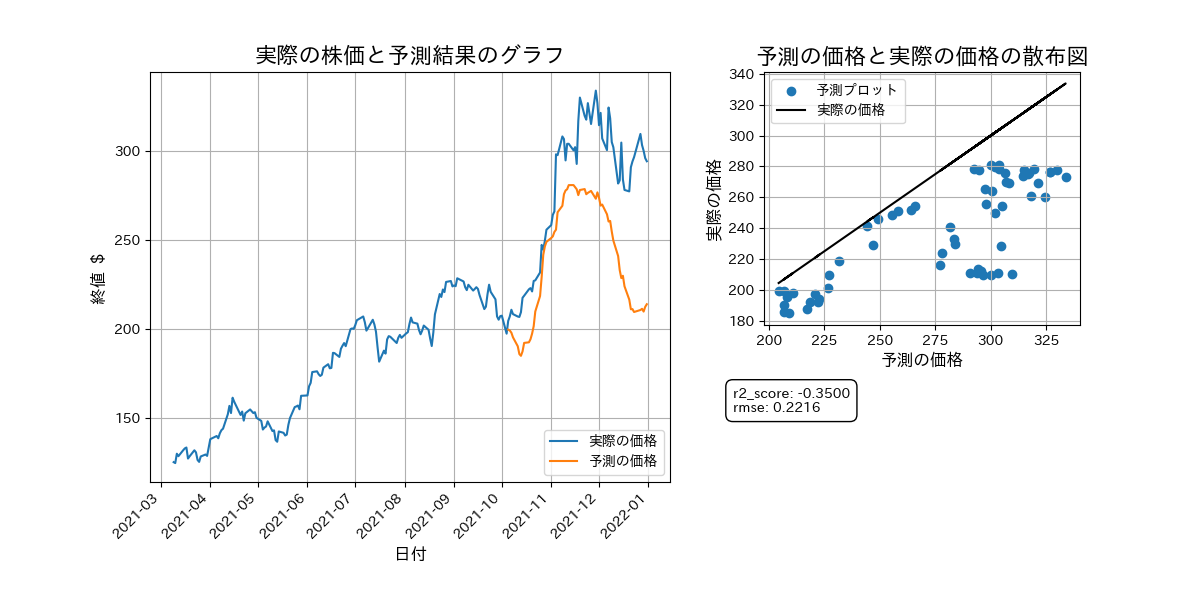 実際の株価と予測結果のグラフ
終値 $
300
250
200
150
2021-03
2021-04
2021-05
2021-06
2021-07
2021-08
2021-09
2021-10
2021-11
2021-12
2022-01
日付
実際の価格
予測の価格
予測の価格と実際の価格の散布図
実際の価格
340
320
300
280
260
240
220
200
180
200
225
250
275
300
325
予測の価格
予測プロット
実際の価格
r2_score: -0.3500
rmse: 0.2216